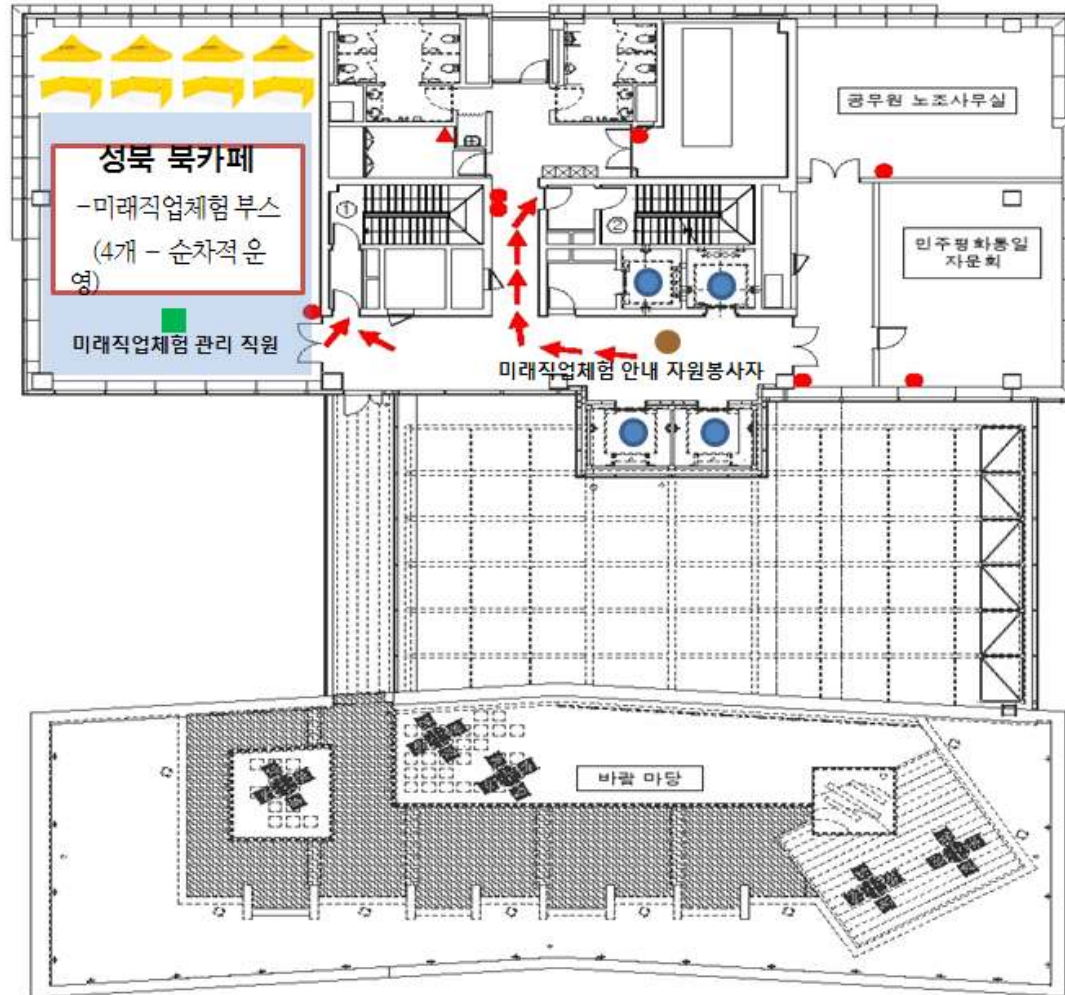 공무원 노조사무실
성북 북카페
-미래직업체험 부스
(4개 - 순차적 운
영)
①
②
민주평화통일
자문회
미래직업체험 관리 직원
미래직업체험 안내 자원봉사자
바람 마당